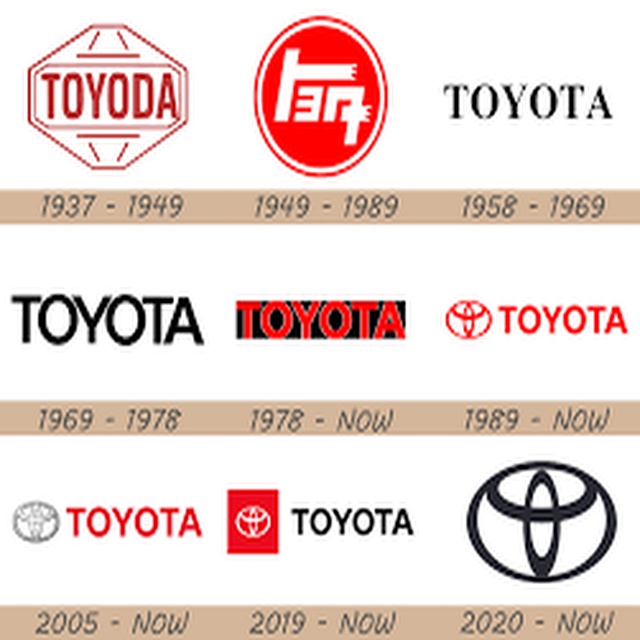 TOYODA
トヨタ
TOYOTA
1937 - 1949
1949 - 1989
1958 - 1969
TOYOTA
TOYOTA
TOYOTA
1969 - 1978
1978 - NOW
1989 - NOW
TOYOTA
TOYOTA
2005 - NOW
2019 - NOW
2020 - NOW